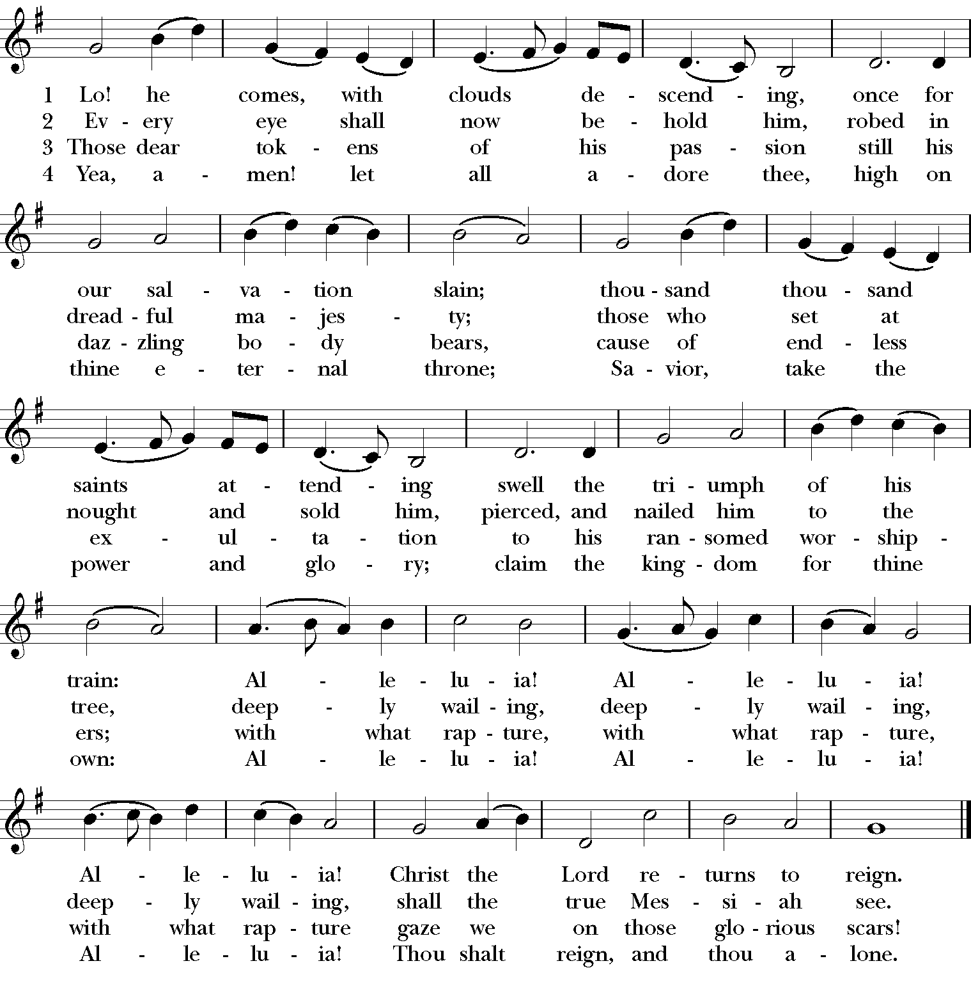 1 Lo! he comes, with clouds de - scend - ing, once for
2 Ev - ery eye shall now be - hold him, robed in
3 Those dear tok - ens of his pas - sion still his
4 Yea, a - men! let all a - dore thee, high on
our sal - va - tion slain; thou - sand thou - sand
dread - ful ma - jes - ty; those who set at
daz - zling bo - dy bears, cause of end - less
thine e - ter - nal throne; Sa - vior, take the
saints at - tend - ing swell the tri - umph of his
nought and sold him, pierced, and nailed him to the
ex - ul - ta - tion to his ran - somed wor - ship -
power and glo - ry; claim the king - dom for thine
train: Al - le - lu - ia! Al - le - lu - ia!
tree, deep - ly wail - ing, deep - ly wail - ing,
ers; with what rap - ture, with what rap - ture,
own: Al - le - lu - ia! Al - le - lu - ia!
Al - le - lu - ia! Christ the Lord re - turns to reign.
deep - ly wail - ing, shall the true Mes - si - ah see.
with what rap - ture gaze we on those glo - rious scars!
Al - le - lu - ia! Thou shalt reign, and thou a - lone.